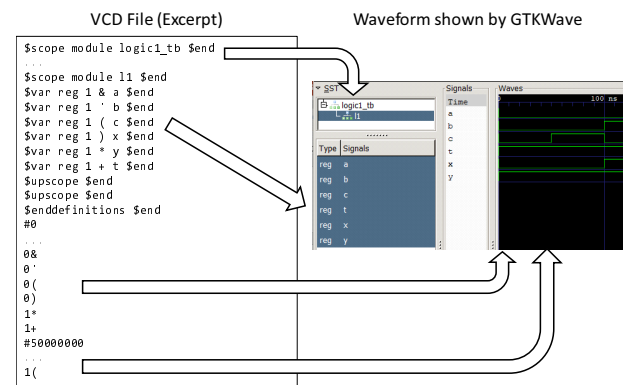 VCD File (Excerpt)
Waveform shown by GTKWave
$scope module logic1_tb $end
...
$scope module l1 $end
$var reg 1 & a $end
$var reg 1 ' b $end
$var reg 1 ( c $end
$var reg 1 ) x $end
$var reg 1 * y $end
$var reg 1 + t $end
$upscope $end
$upscope $end
$enddefinitions $end
#0
...
0&
0'
0(
0)
1*
1+
#50000000
...
1(
SST
logic1_tb
l1
Type Signals
reg a
reg b
reg c
reg t
reg x
reg y
Signals
Time
a
b
c
t
x
y
Waves
100 ns